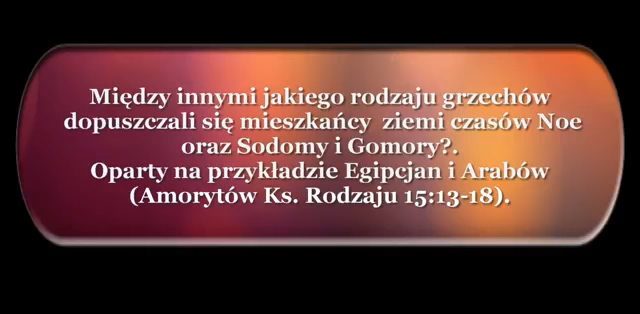 Między innymi jakiego rodzaju grzechów
dopuszczali się mieszkańcy ziemi czasów Noe
oraz Sodomy i Gomory?.
Oparty na przykładzie Egipcjan i Arabów
(Amorytów Ks. Rodzaju 15:13-18).